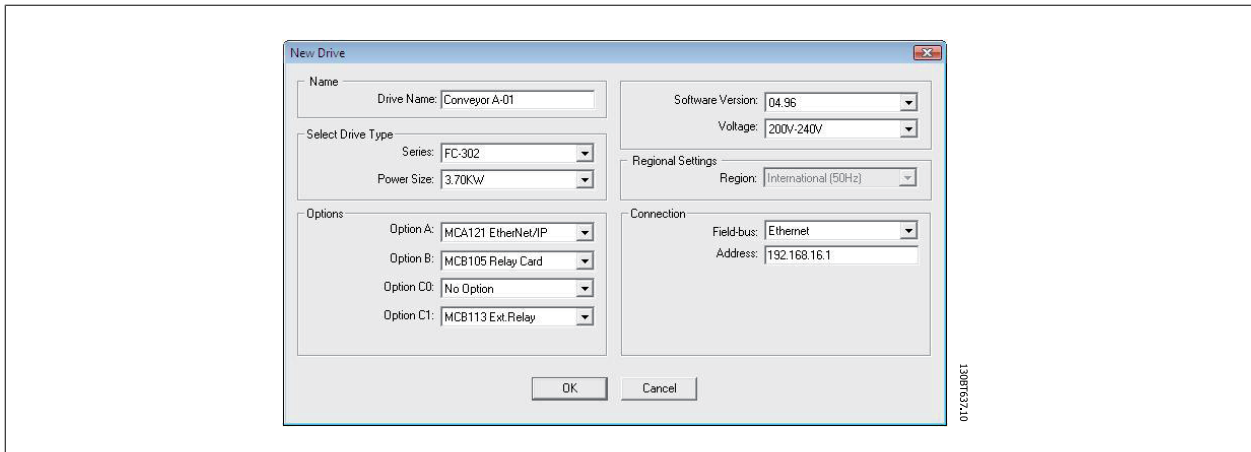 New Drive
Name
Drive Name: Conveyor A-01
Select Drive Type
Series: FC-302
Power Size: 3.70KW
Options
Option A: MCA121 EtherNet/IP
Option B: MCB105 Relay Card
Option C0: No Option
Option C1: MCB113 Ext.Relay
Software Version: 04.96
Voltage: 200V-240V
Regional Settings
Region: International (50Hz)
Connection
Field-bus: Ethernet
Address: 192.168.16.1
OK Cancel
130BT637.10